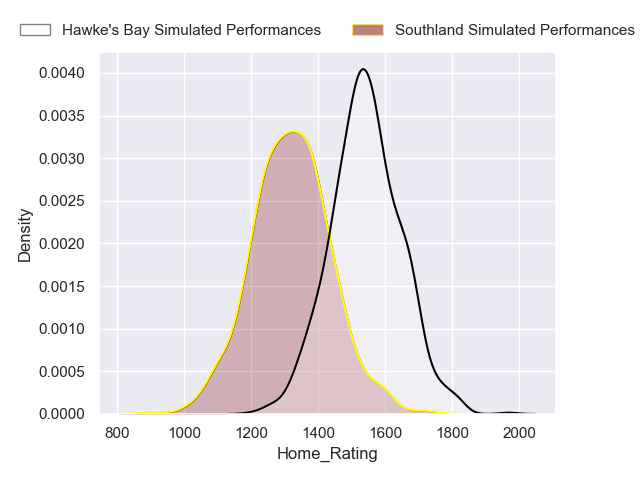 Hawke's Bay Simulated Performances
Southland Simulated Performances
0.0040
0.0035
0.0030
0.0025
0.0020
0.0015
0.0010
0.0005
0.0000
Density
800 1000 1200 1400 1600 1800 2000
Home_Rating